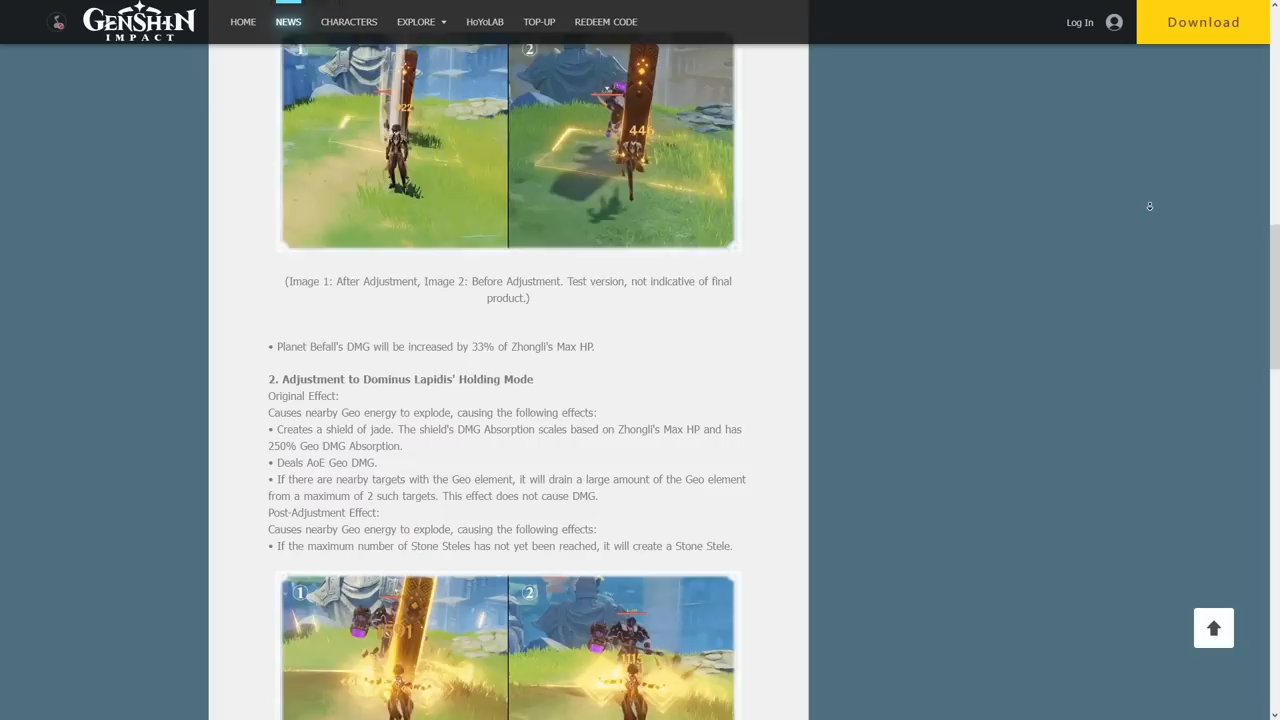 GENSHIN
IMPACT
HOME
NEWS
CHARACTERS
EXPLORE
HoYoLAB
TOP-UP
REDEEM CODE
Log In
Download
1
2
446
(Image 1: After Adjustment, Image 2: Before Adjustment. Test version, not indicative of final
product.)
• Planet Befall's DMG will be increased by 33% of Zhongli's Max HP.
2. Adjustment to Dominus Lapidis' Holding Mode
Original Effect:
Causes nearby Geo energy to explode, causing the following effects:
• Creates a shield of jade. The shield's DMG Absorption scales based on Zhongli's Max HP and has
250% Geo DMG Absorption.
• Deals AoE Geo DMG.
• If there are nearby targets with the Geo element, it will drain a large amount of the Geo element
from a maximum of 2 such targets. This effect does not cause DMG.
Post-Adjustment Effect:
Causes nearby Geo energy to explode, causing the following effects:
• If the maximum number of Stone Steles has not yet been reached, it will create a Stone Stele.
1
2